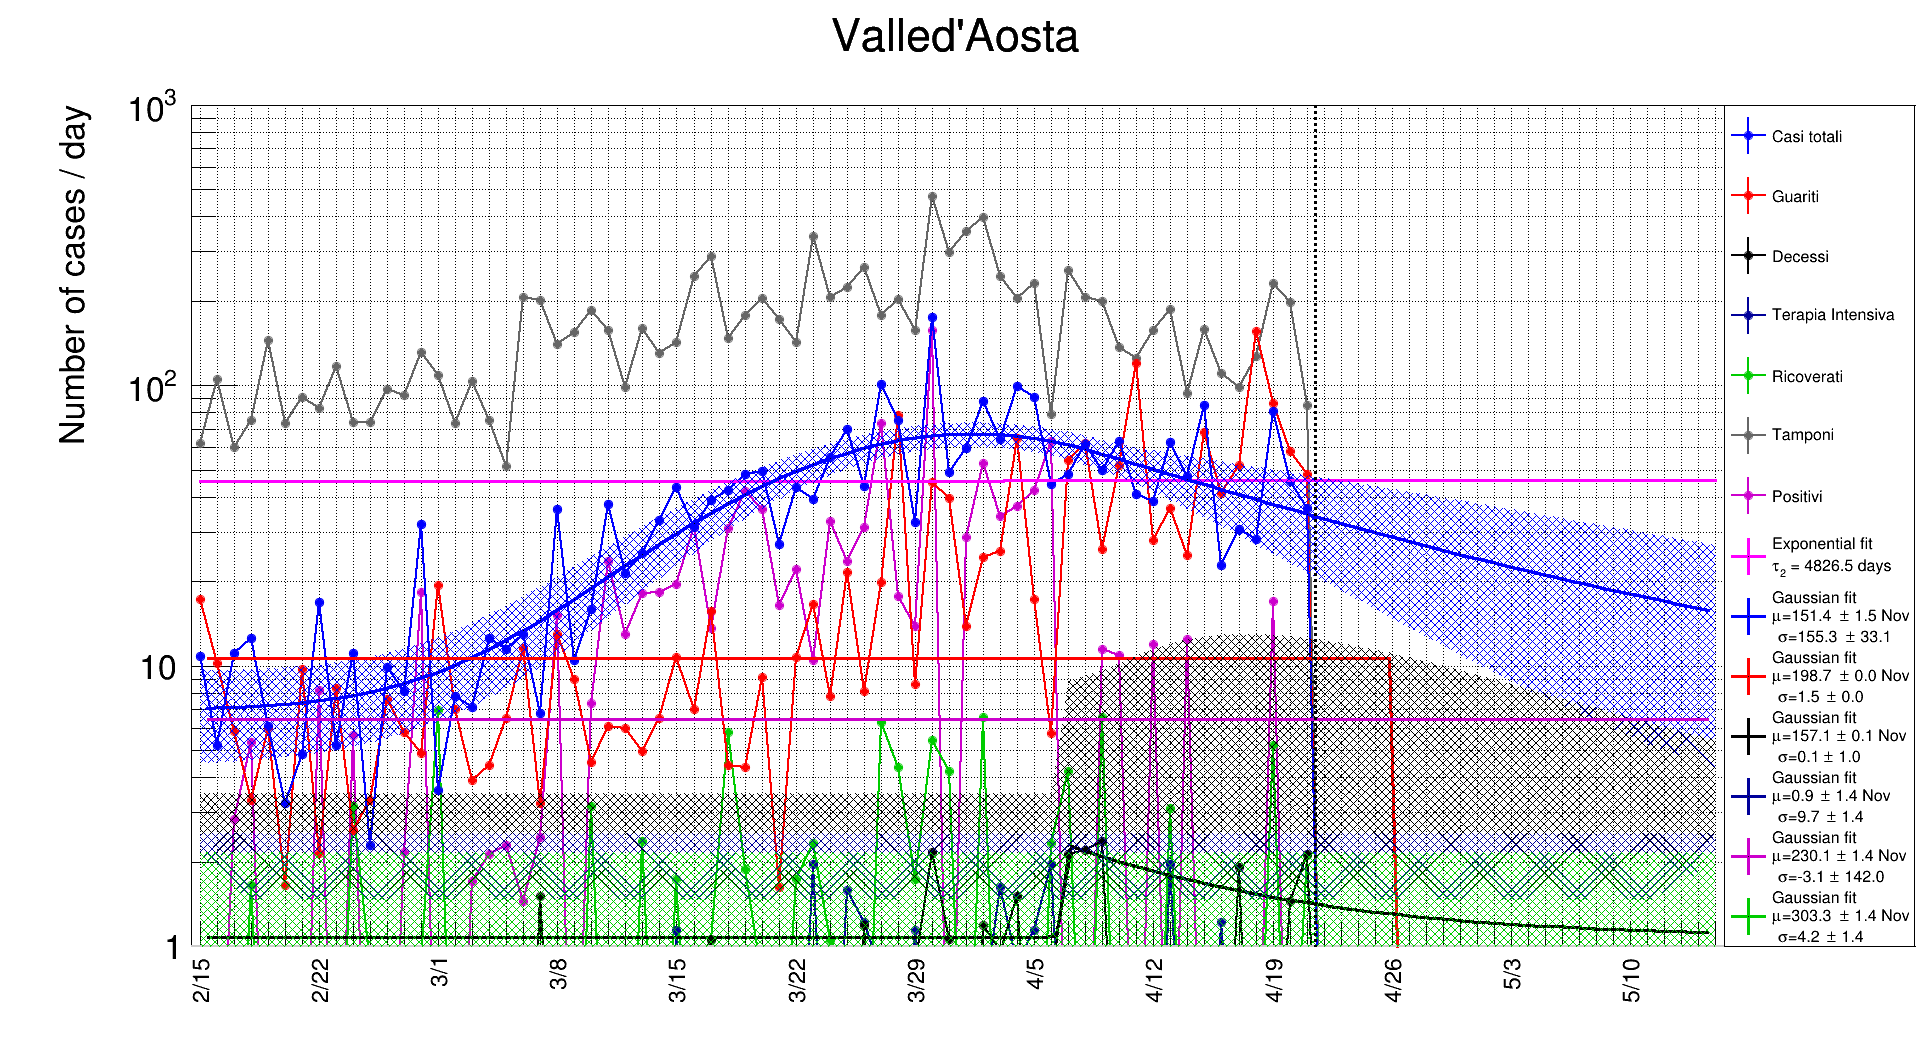 Valled'Aosta
Number of cases / day
10³
10²
10
1
2/15
2/22
3/1
3/8
3/15
3/22
3/29
4/5
4/12
4/19
4/26
5/3
5/10
Casi totali
Guariti
Decessi
Terapia Intensiva
Ricoverati
Tamponi
Positivi
Exponential fit
τ₂ = 4826.5 days
Gaussian fit
μ=151.4 ± 1.5 Nov
σ=155.3 ± 33.1
Gaussian fit
μ=198.7 ± 0.0 Nov
σ=1.5 ± 0.0
Gaussian fit
μ=157.1 ± 0.1 Nov
σ=0.1 ± 1.0
Gaussian fit
μ=0.9 ± 1.4 Nov
σ=9.7 ± 1.4
Gaussian fit
μ=230.1 ± 1.4 Nov
σ=-3.1 ± 142.0
Gaussian fit
μ=303.3 ± 1.4 Nov
σ=4.2 ± 1.4